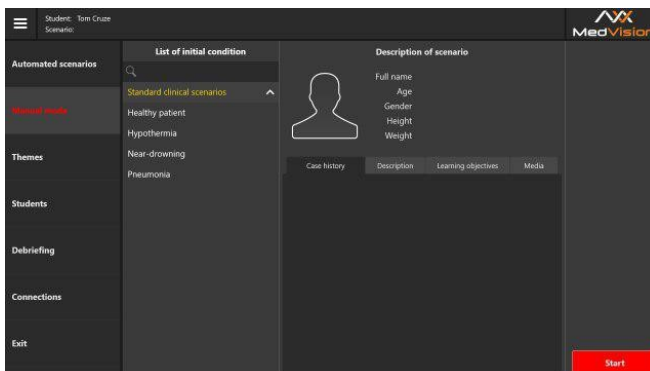 Student: Tom Cruze
Scenario:
MedVision
Automated scenarios
Manual mode
Themes
Students
Debriefing
Connections
Exit
List of initial condition
Standard clinical scenarios
Healthy patient
Hypothermia
Near-drowning
Pneumonia
Description of scenario
Full name
Age
Gender
Height
Weight
Case history Description Learning objectives Media
Start